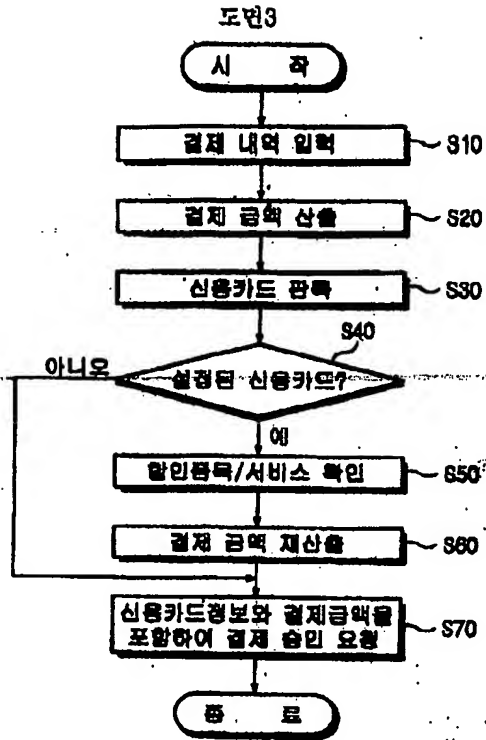 도면3
시 작
결제 내역 입력
S10
결제 금액 산출
S20
신용카드 판독
S30
S40
아니오
설정된 신용카드?
예
할인품목/서비스 확인
S50
결제 금액 재산출
S60
신용카드정보와 결제금액을
포함하여 결제 승인 요청
S70
종 료